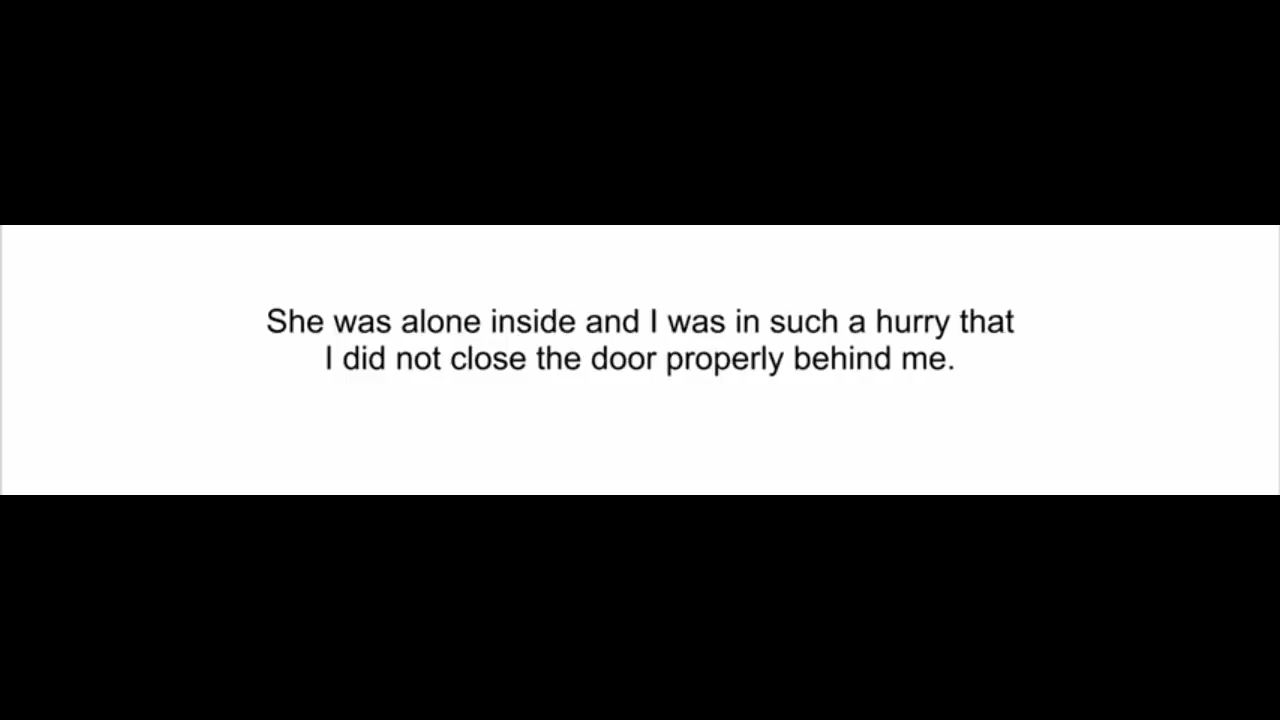 She was alone inside and I was in such a hurry that
I did not close the door properly behind me.